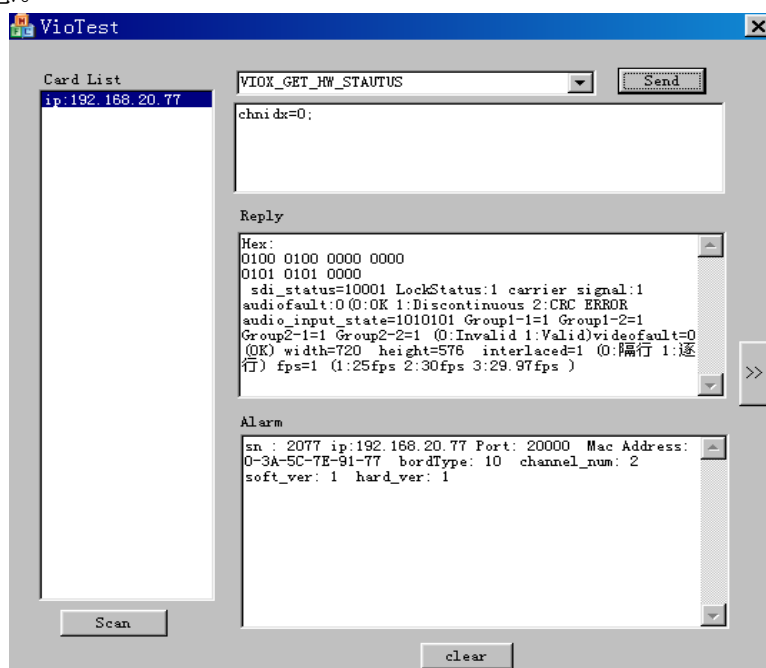 VioTest
Card List
ip:192.168.20.77
VIOX_GET_HW_STAUTUS
Send
chnidx=0;
Reply
Hex:
0100 0100 0000 0000
0101 0101 0000
sdi_status=10001 LockStatus:1 carrier signal:1
audiofault:0(0:OK 1:Discontinuous 2:CRC ERROR
audio_input_state=1010101 Group1-1=1 Group1-2=1
Group2-1=1 Group2-2=1 (0:Invalid 1:Valid)videofault=0
(OK) width=720 height=576 interlaced=1 (0:隔行 1:逐
行) fps=1 (1:25fps 2:30fps 3:29.97fps )
>>
Alarm
sn : 2077 ip:192.168.20.77 Port: 20000 Mac Address:
0-3A-5C-7E-91-77 bordType: 10 channel_num: 2
soft_ver: 1 hard_ver: 1
Scan
clear